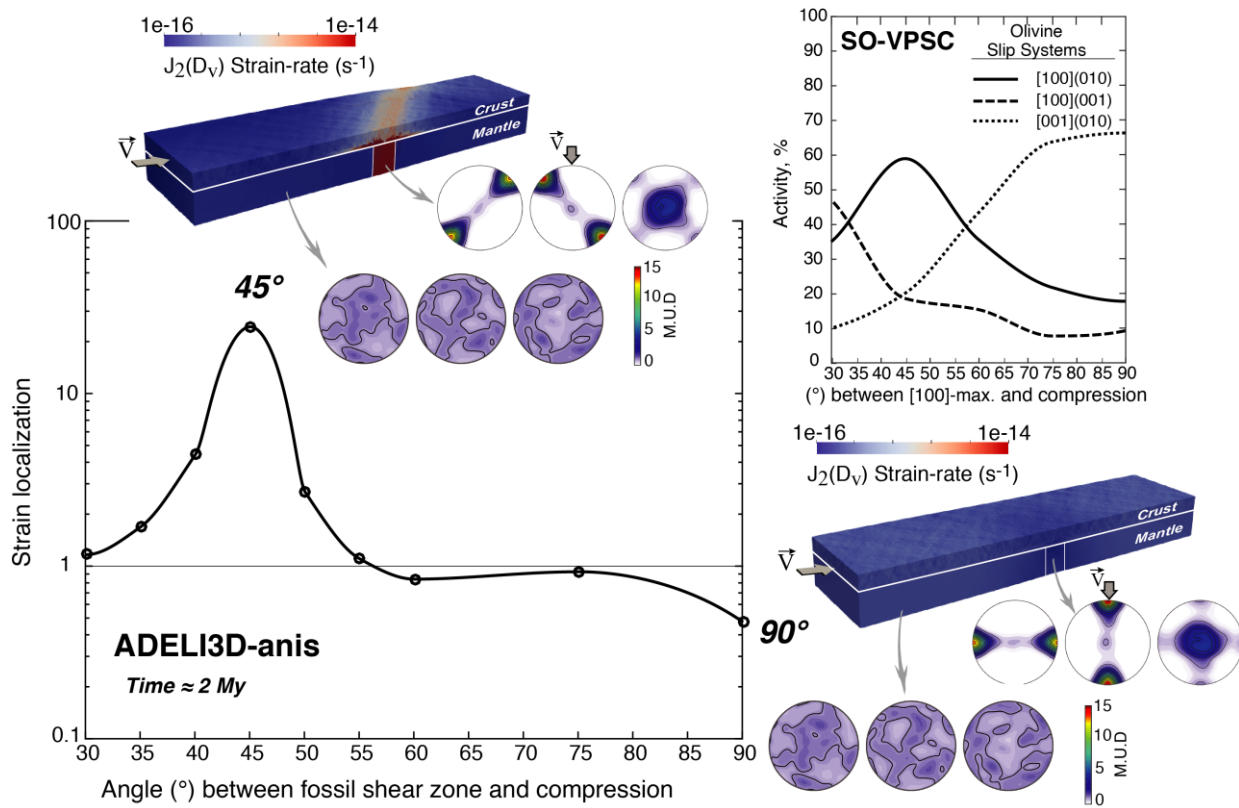 1e-16 1e-14
J2(Dv) Strain-rate (s-1)
Crust
Mantle
V
V
45°
15
10
5
0
M.U.D
100
10
1
0.1
Strain localization
ADELI3D-anis
Time ≈ 2 My
30 35 40 45 50 55 60 65 70 75 80 85 90
Angle (°) between fossil shear zone and compression
90°
SO-VPSC
Olivine
Slip Systems
[100](010)
[100](001)
[001](010)
100
90
80
70
60
50
40
30
20
10
0
Activity, %
30 35 40 45 50 55 60 65 70 75 80 85 90
(°) between [100]-max. and compression
1e-16 1e-14
J2(Dv) Strain-rate (s-1)
Crust
Mantle
V
V
15
10
5
0
M.U.D